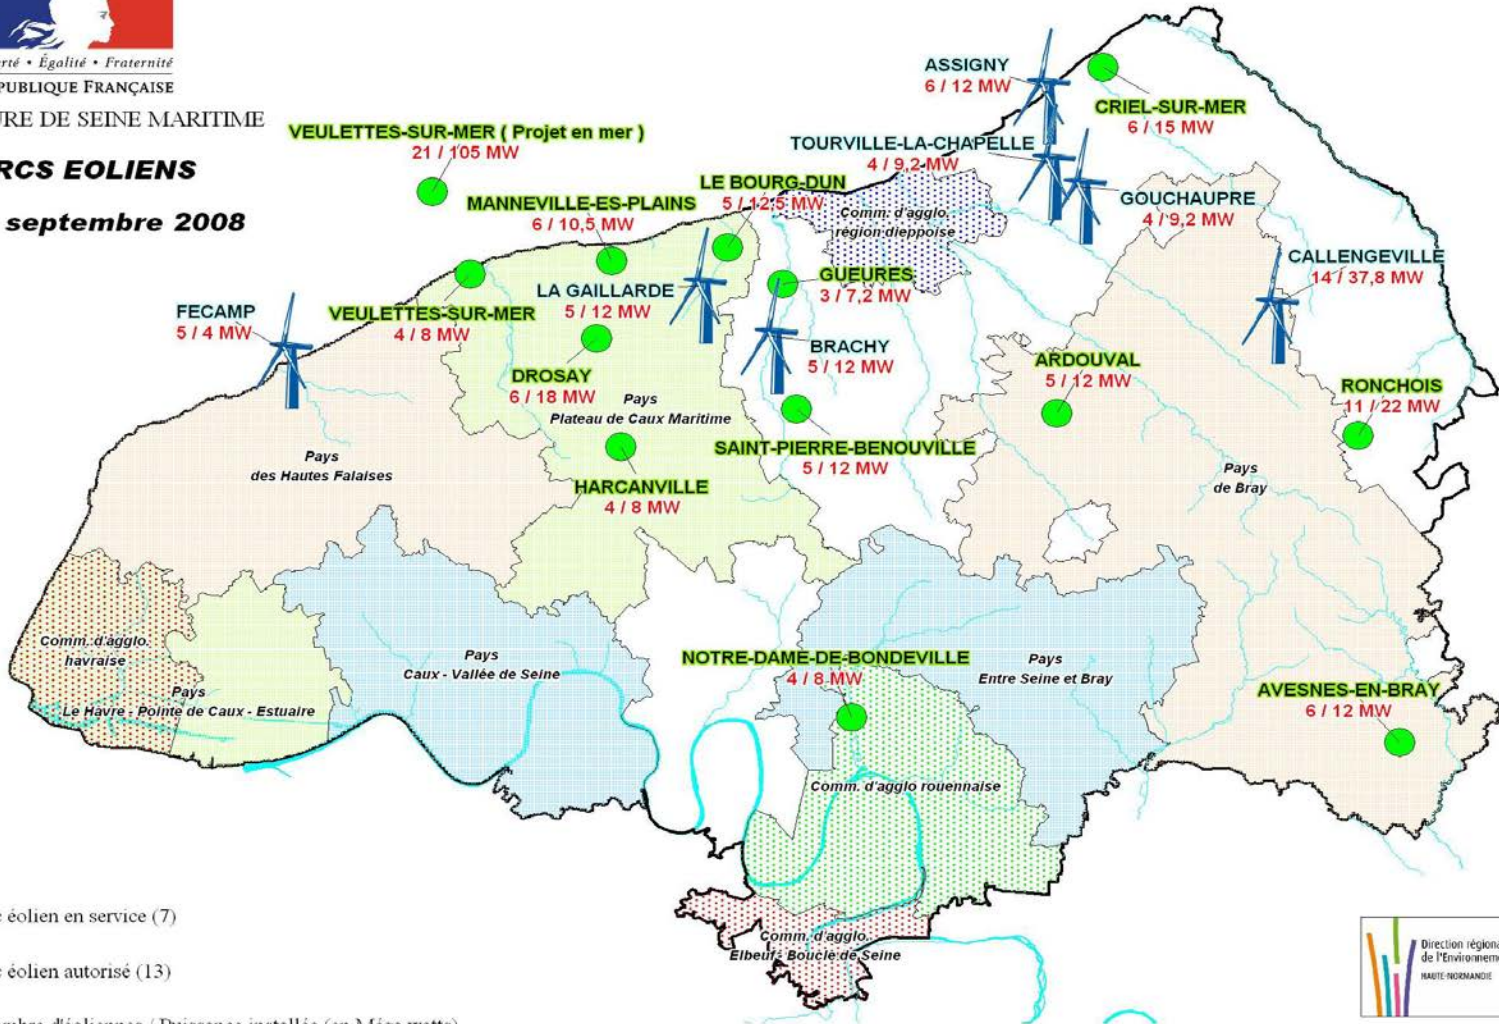 erté • Égalité • Fraternité
PUBLIQUE FRANÇAISE
URE DE SEINE MARITIME
RCS EOLIENS
septembre 2008
ASSIGNY
6 / 12 MW
CRIEL-SUR-MER
6 / 15 MW
VEULETTES-SUR-MER ( Projet en mer )
21 / 105 MW
TOURVILLE-LA-CHAPELLE
4 / 9,2 MW
LE BOURG-DUN
5 / 12,5 MW
MANNEVILLE-ES-PLAINS
6 / 10,5 MW
GOUCHAUPRE
4 / 9,2 MW
Comm. d'agglo.
région dieppoise
CALLENGEVILLE
14 / 37,8 MW
GUEURES
3 / 7,2 MW
LA GAILLARDE
5 / 12 MW
FECAMP
5 / 4 MW
VEULETTES-SUR-MER
4 / 8 MW
BRACHY
5 / 12 MW
ARDOUVAL
5 / 12 MW
DROSAY
6 / 18 MW
RONCHOIS
11 / 22 MW
Pays
Plateau de Caux Maritime
SAINT-PIERRE-BENOUVILLE
5 / 12 MW
Pays
des Hautes Falaises
Pays
de Bray
HARCANVILLE
4 / 8 MW
Comm. d'agglo.
havraise
Pays
Caux - Vallée de Seine
NOTRE-DAME-DE-BONDEVILLE
4 / 8 MW
Pays
Entre Seine et Bray
Pays
Le Havre - Pointe de Caux - Estuaire
AVESNES-EN-BRAY
6 / 12 MW
Comm. d'agglo rouennaise
c éolien en service (7)
Comm. d'agglo.
Elbeuf - Boucle de Seine
c éolien autorisé (13)
Direction régiona
de l'Environneme
HAUTE-NORMANDIE
mbre d'éoliennes / Puissance installée (en Méga watts)